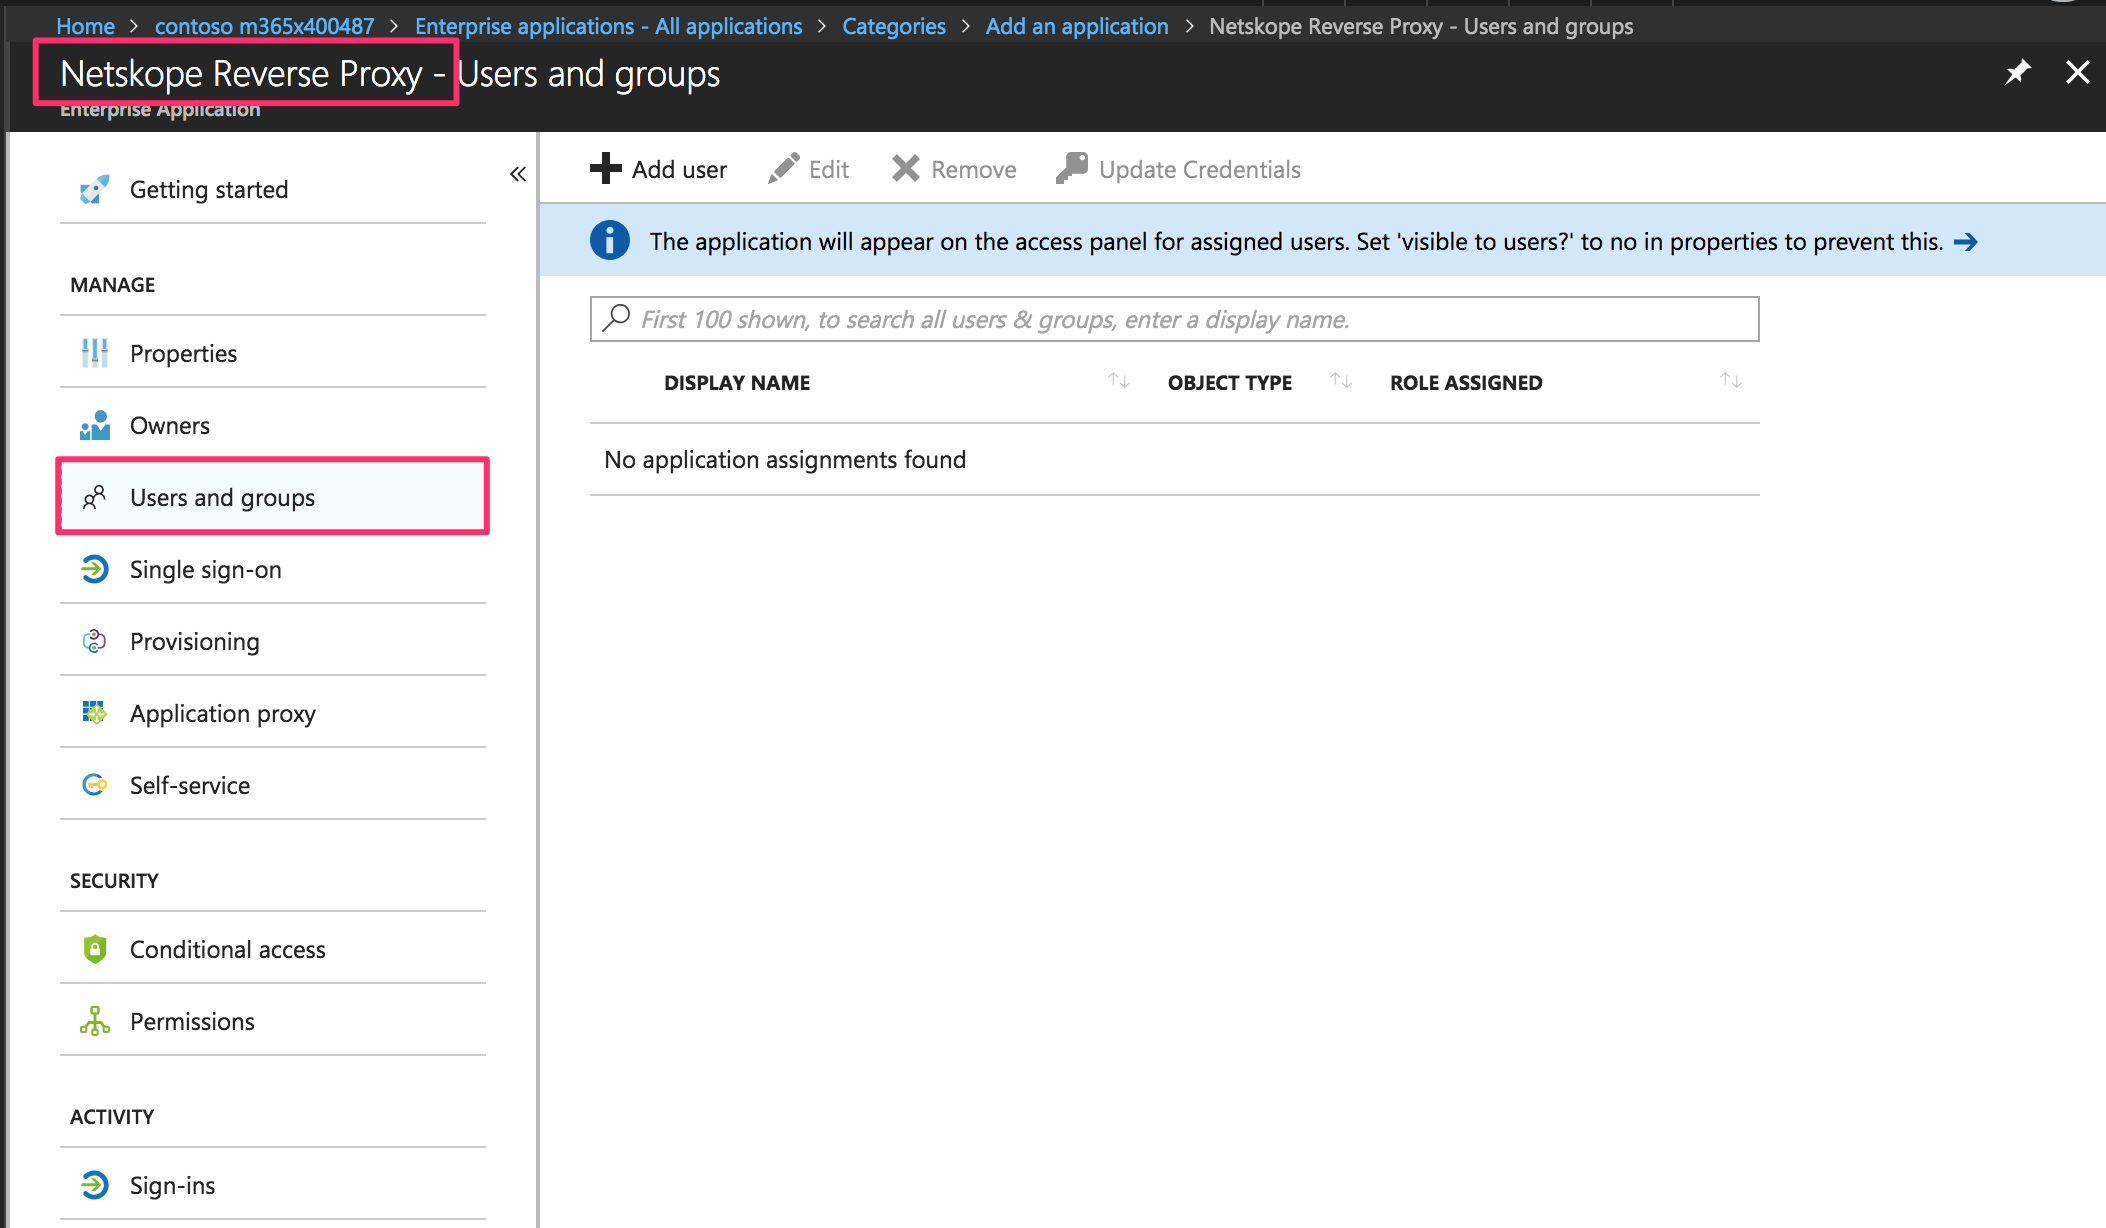 Home > contoso m365x400487 > Enterprise applications - All applications > Categories > Add an application > Netskope Reverse Proxy - Users and groups
Netskope Reverse Proxy - Users and groups
Enterprise Application
Getting started
MANAGE
Properties
Owners
Users and groups
Single sign-on
Provisioning
Application proxy
Self-service
SECURITY
Conditional access
Permissions
ACTIVITY
Sign-ins
Add user Edit Remove Update Credentials
The application will appear on the access panel for assigned users. Set 'visible to users?' to no in properties to prevent this. →
First 100 shown, to search all users & groups, enter a display name.
DISPLAY NAME OBJECT TYPE ROLE ASSIGNED
No application assignments found